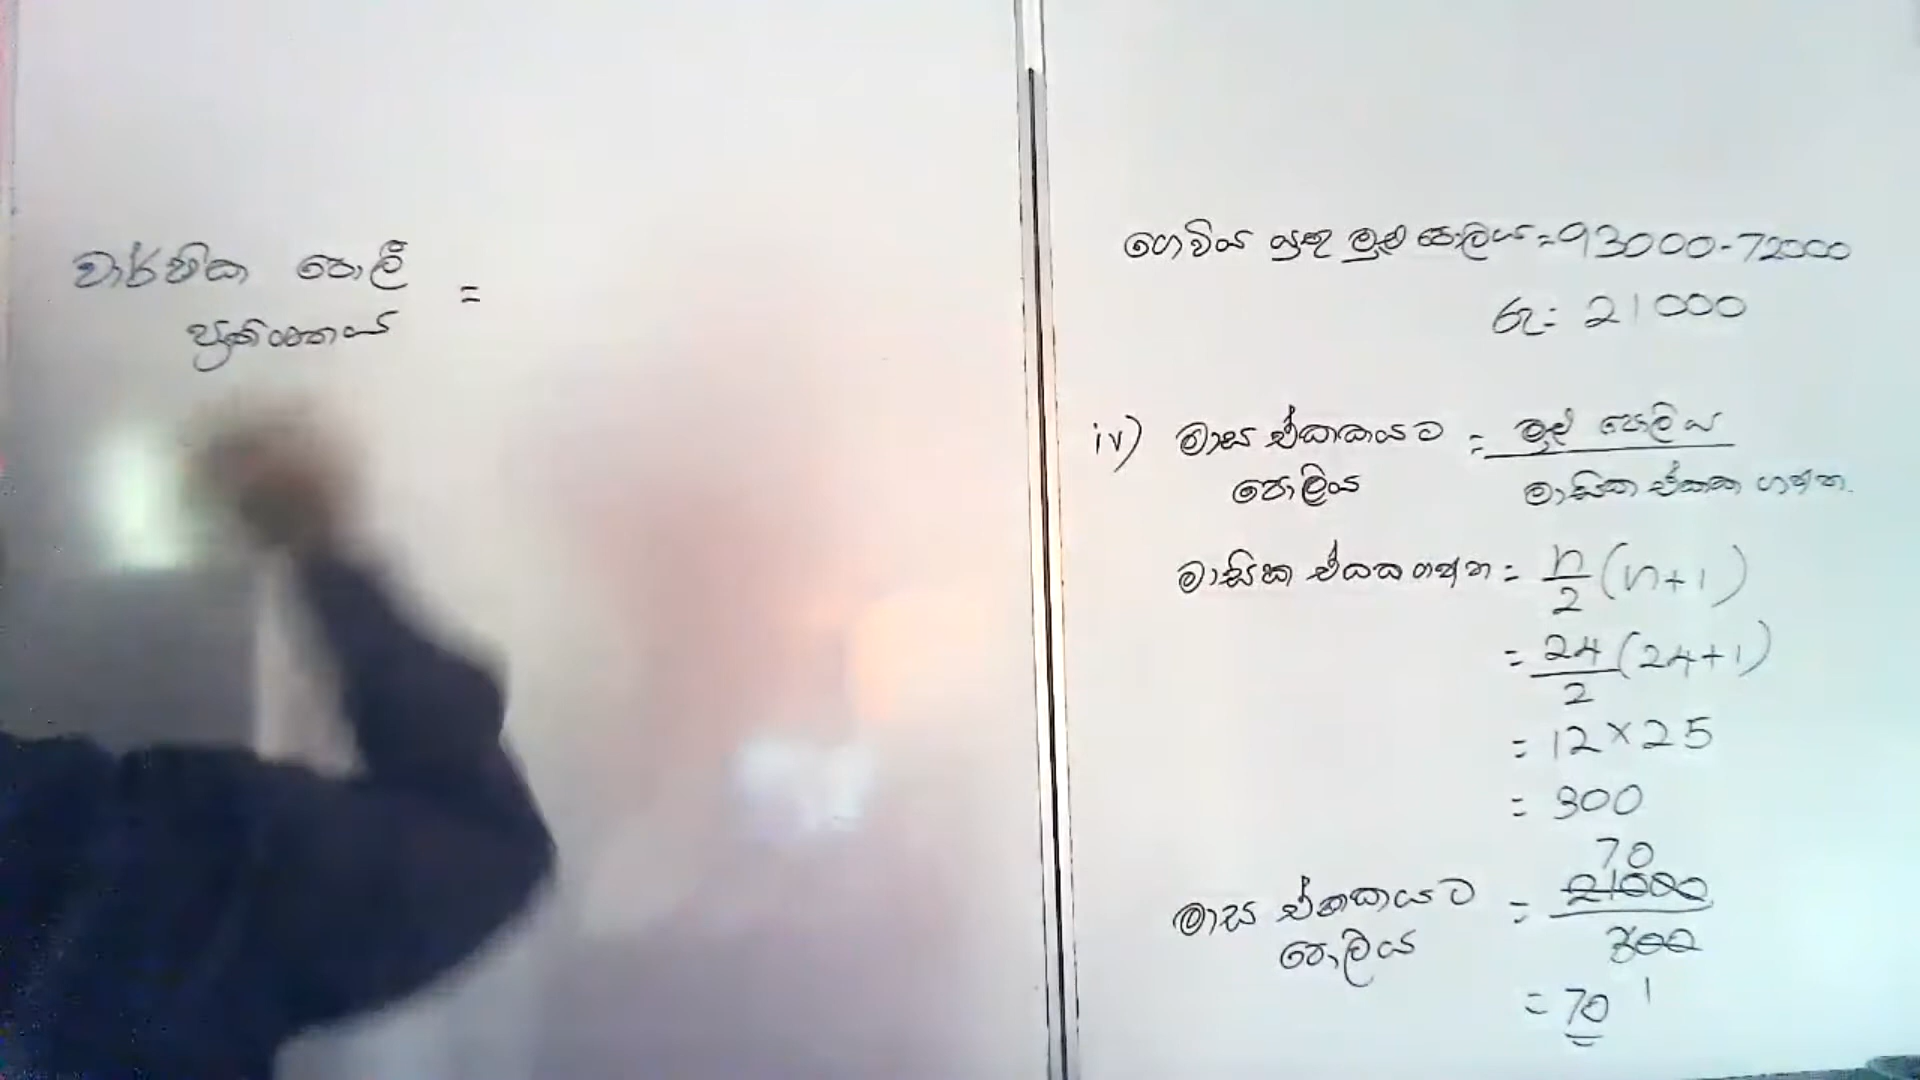 වාර්ෂික පොලී =
ප්‍රතිශතය
ගෙවිය යුතු මුළු පොලිය = 93000 - 72000
රු = 21000
iv) මාස ඒකකයට පොලිය = මුළු පොලිය / මාසික ඒකක ගණන
මාසික ඒකක ගණන = n/2 (n+1)
= 24/2 (24+1)
= 12 × 25
= 300
මාස ඒකකයට පොලිය = 21000 / 300
70
1
= 70